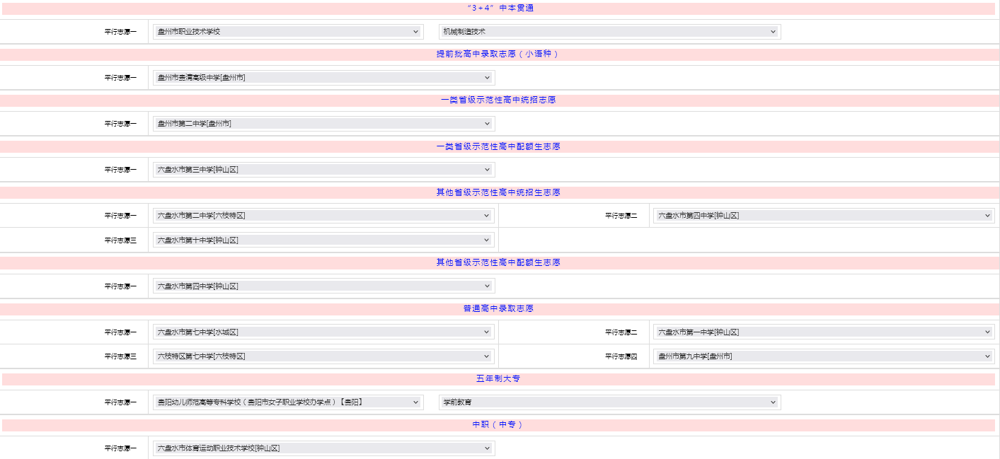 “3+4”中本贯通
平行志愿一 盘州市职业技术学校 机械制造技术
提前批高中录取志愿（小语种）
平行志愿一 盘州市贵清高级中学[盘州市]
一类省级示范性高中统招志愿
平行志愿一 盘州市第二中学[盘州市]
一类省级示范性高中配额生志愿
平行志愿一 六盘水市第三中学[钟山区]
其他省级示范性高中统招生志愿
平行志愿一 六盘水市第二中学[六枝特区] 平行志愿二 六盘水市第四中学[钟山区]
平行志愿三 六盘水市第十中学[钟山区]
其他省级示范性高中配额生志愿
平行志愿一 六盘水市第四中学[钟山区]
普通高中录取志愿
平行志愿一 六盘水市第七中学[水城区] 平行志愿二 六盘水市第一中学[钟山区]
平行志愿三 六枝特区第七中学[六枝特区] 平行志愿四 盘州市第九中学[盘州市]
五年制大专
平行志愿一 贵阳幼儿师范高等专科学校（贵阳市女子职业学校办学点）【贵阳】 学前教育
中职（中专）
平行志愿一 六盘水市体育运动职业技术学校[钟山区]